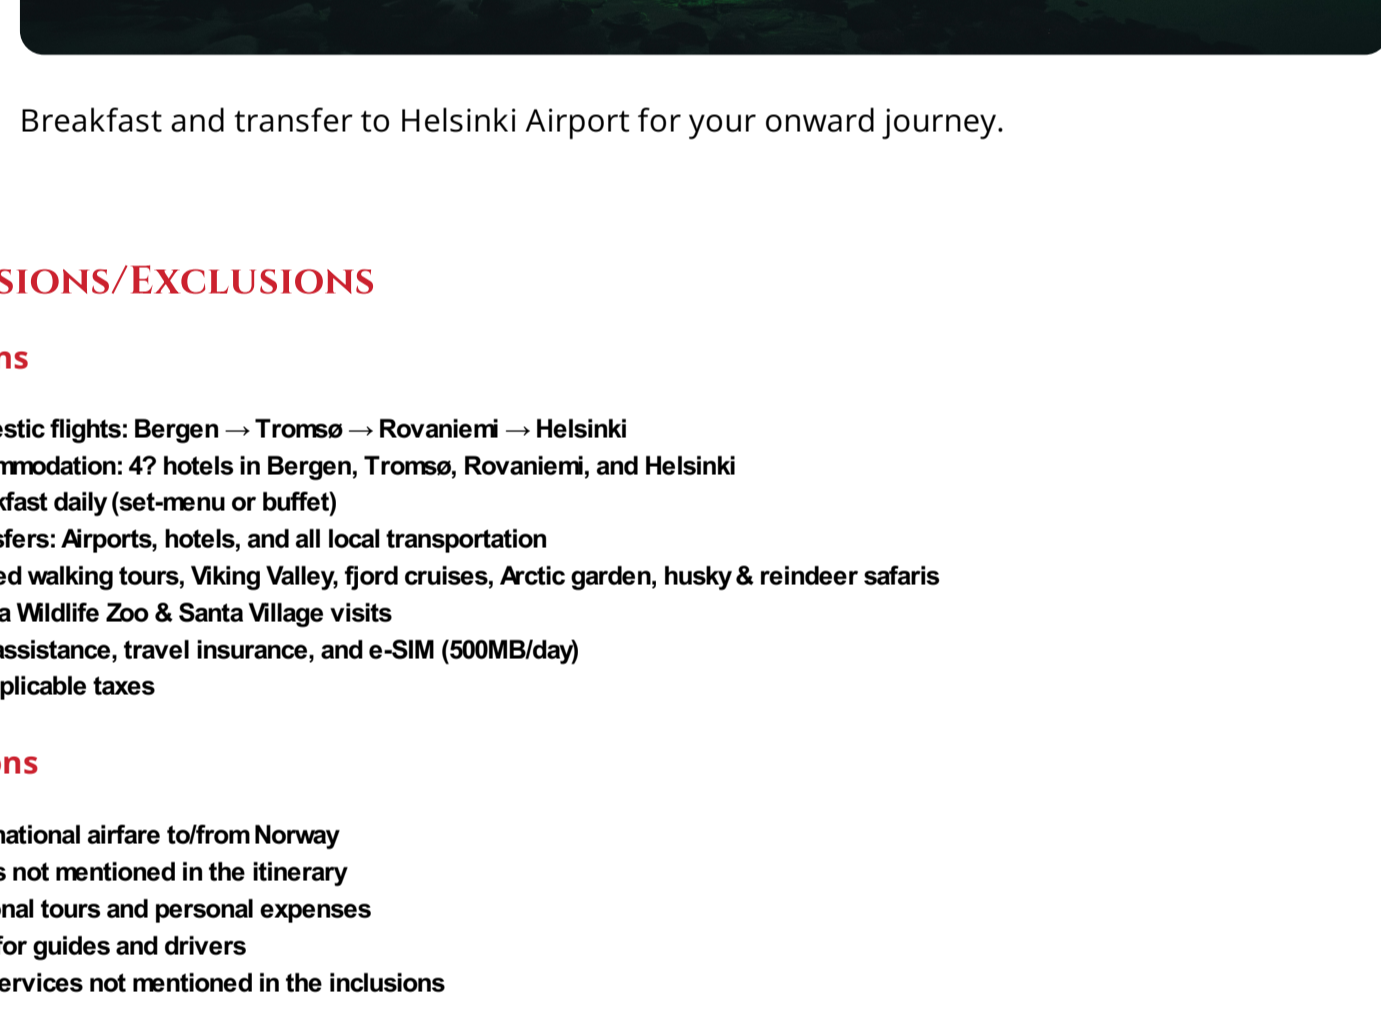 Breakfast and transfer to Helsinki Airport for your onward journey.
SIONS/EXCLUSIONS
ns
estic flights: Bergen → Tromsø → Rovaniemi → Helsinki
mmodation: 4? hotels in Bergen, Tromsø, Rovaniemi, and Helsinki
kfast daily (set-menu or buffet)
sfers: Airports, hotels, and all local transportation
ed walking tours, Viking Valley, fjord cruises, Arctic garden, husky & reindeer safaris
a Wildlife Zoo & Santa Village visits
assistance, travel insurance, and e-SIM (500MB/day)
plicable taxes
ons
national airfare to/from Norway
s not mentioned in the itinerary
onal tours and personal expenses
for guides and drivers
ervices not mentioned in the inclusions